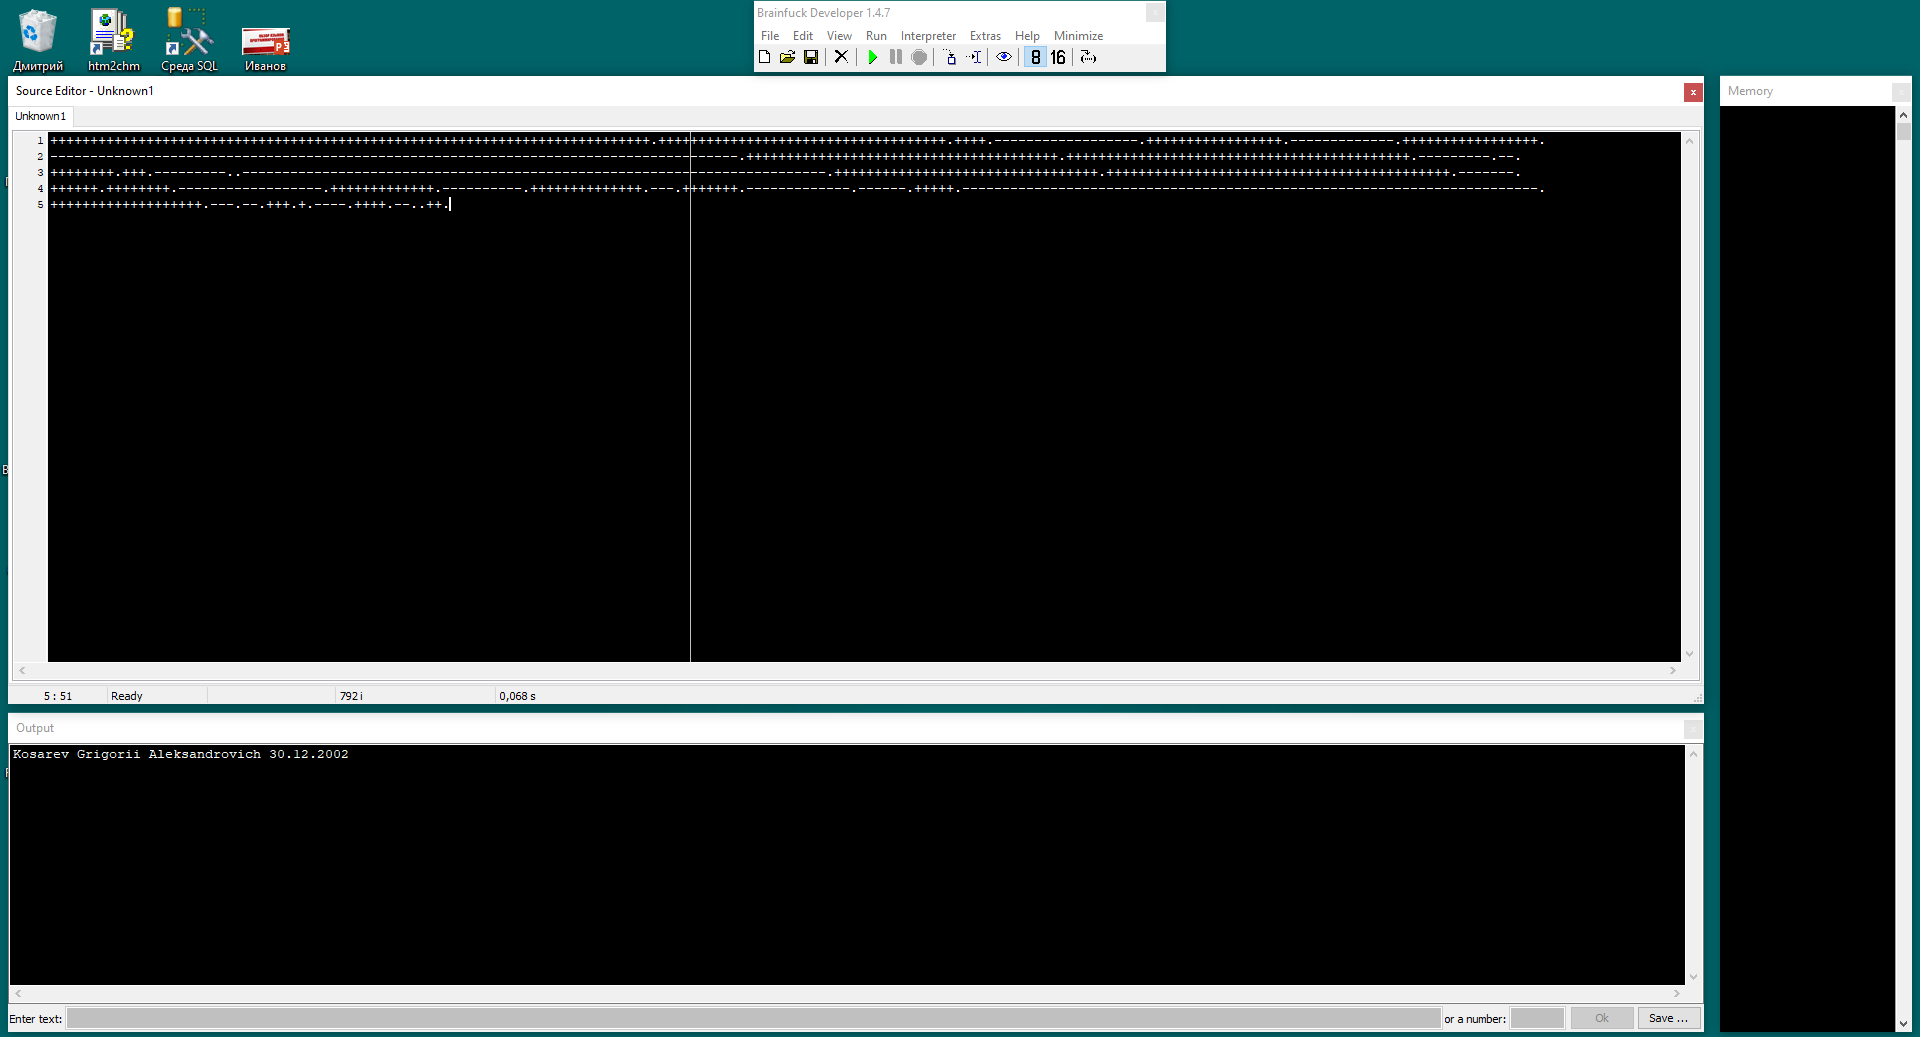 Дмитрий
htm2chm
Среда SQL
Иванов
Brainfuck Developer 1.4.7
File Edit View Run Interpreter Extras Help Minimize
8 16
Source Editor - Unknown1
Unknown1
1 +++++++++++++++++++++++++++++++++++++++++++++++++++++++++++++++++++++++++++.++++++++++++++++++++++++++++++++++++.++++.------------------.+++++++++++++++++.-------------.+++++++++++++++++.
2 --------------------------------------------------------------------------------------.+++++++++++++++++++++++++++++++++++++++.+++++++++++++++++++++++++++++++++++++++++++.---------.--.
3 ++++++++.+++.---------..-------------------------------------------------------------------------.+++++++++++++++++++++++++++++++++.+++++++++++++++++++++++++++++++++++++++++++.-------.
4 ++++++.++++++++.------------------.+++++++++++++.----------.++++++++++++++.---.+++++++.-------------.------.+++++.------------------------------------------------------------------------.
5 +++++++++++++++++++.---.--.+++.+.----.++++.--..++.
5 : 51 Ready 792 i 0,068 s
Output
Kosarev Grigorii Aleksandrovich 30.12.2002
Enter text: or a number: Ok Save ...
Memory